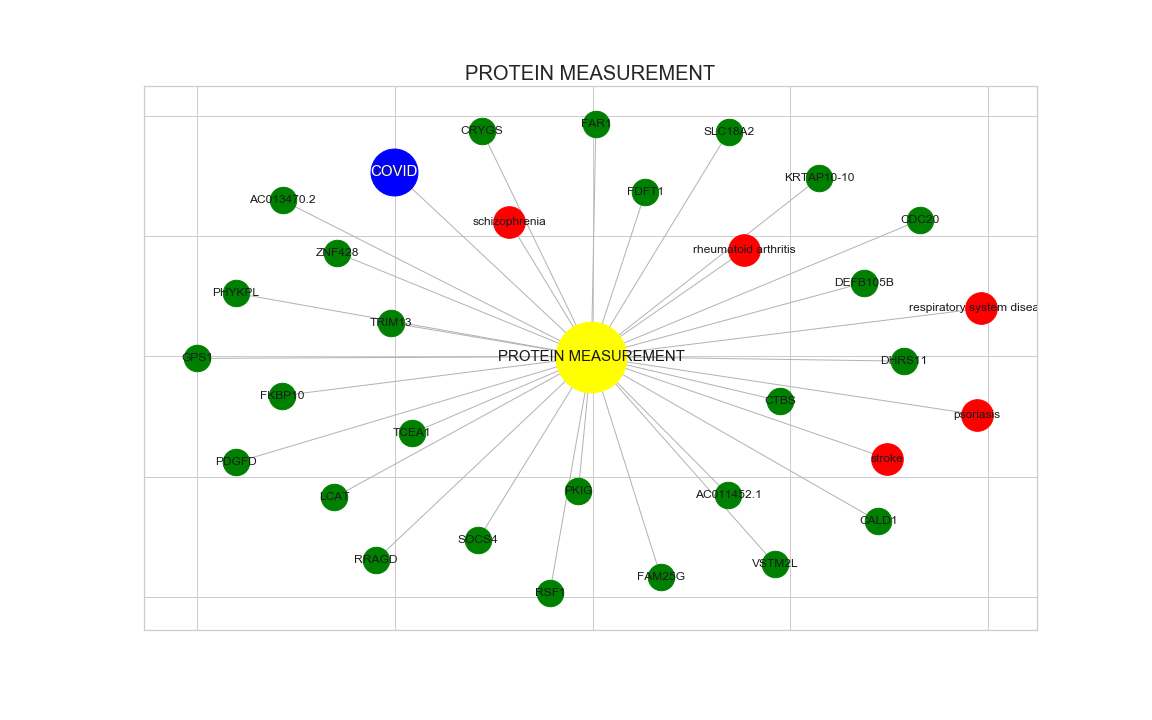 PROTEIN MEASUREMENT
FAR1
CRYGS
SLC18A2
COVID
KRTAP10-10
FDFT1
AC013470.2
schizophrenia
CDC20
rheumatoid arthritis
ZNF428
DEFB105B
PHYKPL
respiratory system disea
TRIM13
PROTEIN MEASUREMENT
GPS1
DHRS11
FKBP10
CTBS
psoriasis
TCEA1
stroke
PDGFD
PKIG
AC011452.1
LCAT
CALD1
SOCS4
RRAGD
VSTM2L
FAM25G
RSF1